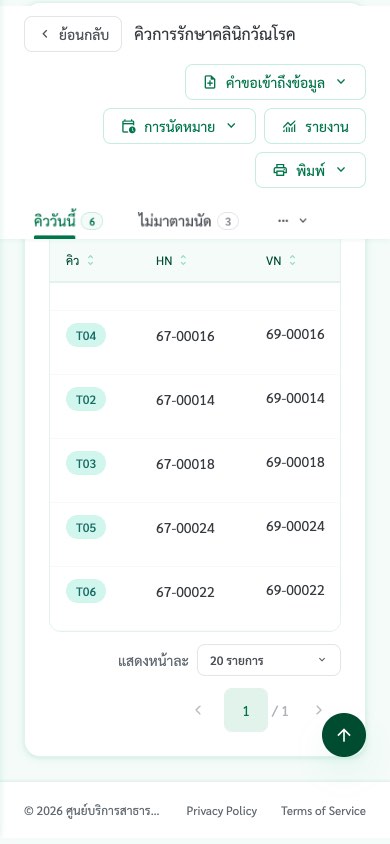 ย้อนกลับ คิวการรักษาคลินิกวัณโรค
คำขอเข้าถึงข้อมูล
การนัดหมาย รายงาน
พิมพ์
คิววันนี้ 6 ไม่มาตามนัด 3 ...
คิว HN VN
T04 67-00016 69-00016
T02 67-00014 69-00014
T03 67-00018 69-00018
T05 67-00024 69-00024
T06 67-00022 69-00022
แสดงหน้าละ 20 รายการ
1 / 1
© 2026 ศูนย์บริการสาธาร... Privacy Policy Terms of Service